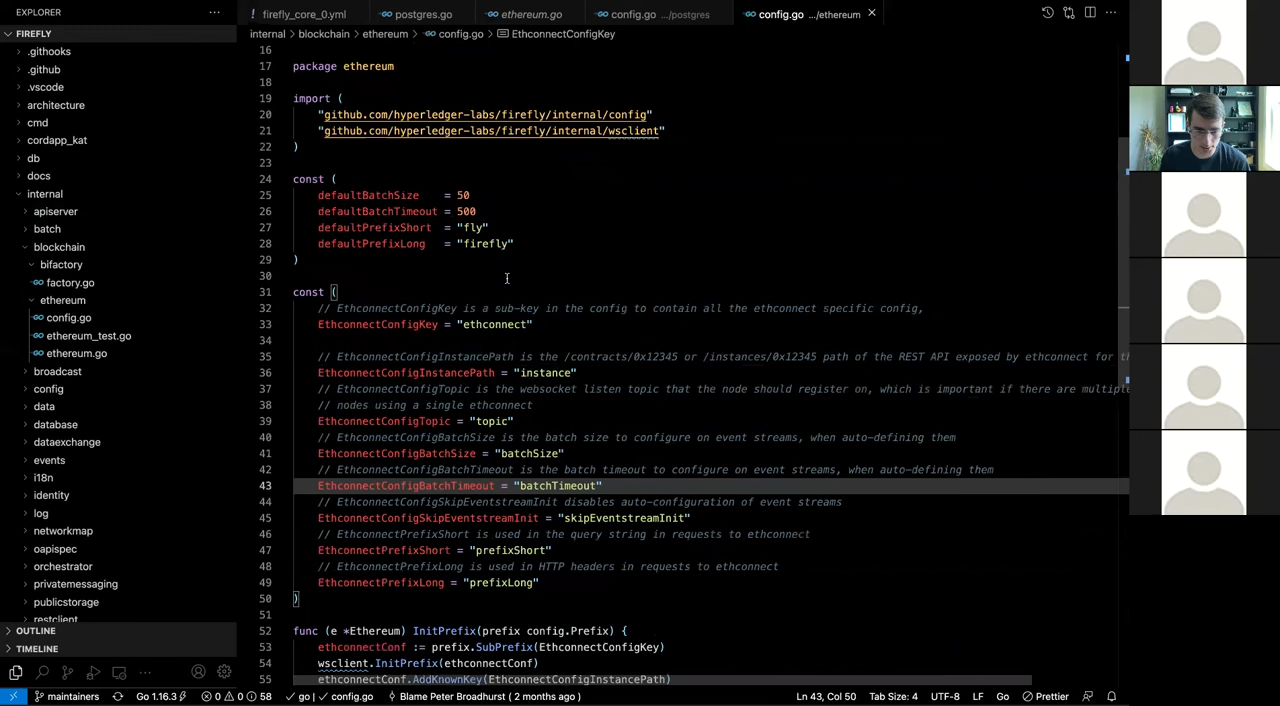 EXPLORER
FIREFLY
.githooks
.github
.vscode
architecture
cmd
cordapp_kat
db
docs
internal
apiserver
batch
blockchain
bifactory
factory.go
ethereum
config.go
ethereum_test.go
ethereum.go
broadcast
config
data
database
dataexchange
events
i18n
identity
log
networkmap
oapispec
orchestrator
privatemessaging
publicstorage
restclient
OUTLINE
TIMELINE
! firefly_core_0.yml
postgres.go
ethereum.go
config.go .../postgres
config.go .../ethereum
internal > blockchain > ethereum > config.go > EthconnectConfigKey
16
17 package ethereum
18
19 import (
20 "github.com/hyperledger-labs/firefly/internal/config"
21 "github.com/hyperledger-labs/firefly/internal/wsclient"
22 )
23
24 const (
25 defaultBatchSize = 50
26 defaultBatchTimeout = 500
27 defaultPrefixShort = "fly"
28 defaultPrefixLong = "firefly"
29 )
30
31 const (
32 // EthconnectConfigKey is a sub-key in the config to contain all the ethconnect specific config,
33 EthconnectConfigKey = "ethconnect"
34
35 // EthconnectConfigInstancePath is the /contracts/0x12345 or /instances/0x12345 path of the REST API exposed by ethconnect for th
36 EthconnectConfigInstancePath = "instance"
37 // EthconnectConfigTopic is the websocket listen topic that the node should register on, which is important if there are multiple
38 // nodes using a single ethconnect
39 EthconnectConfigTopic = "topic"
40 // EthconnectConfigBatchSize is the batch size to configure on event streams, when auto-defining them
41 EthconnectConfigBatchSize = "batchSize"
42 // EthconnectConfigBatchTimeout is the batch timeout to configure on event streams, when auto-defining them
43 EthconnectConfigBatchTimeout = "batchTimeout"
44 // EthconnectConfigSkipEventstreamInit disables auto-configuration of event streams
45 EthconnectConfigSkipEventstreamInit = "skipEventstreamInit"
46 // EthconnectPrefixShort is used in the query string in requests to ethconnect
47 EthconnectPrefixShort = "prefixShort"
48 // EthconnectPrefixLong is used in HTTP headers in requests to ethconnect
49 EthconnectPrefixLong = "prefixLong"
50 )
51
52 func (e *Ethereum) InitPrefix(prefix config.Prefix) {
53 ethconnectConf := prefix.SubPrefix(EthconnectConfigKey)
54 wsclient.InitPrefix(ethconnectConf)
55 ethconnectConf.AddKnownKey(EthconnectConfigInstancePath)
maintainers Go 1.16.3 0 0 58 go | config.go Blame Peter Broadhurst ( 2 months ago ) Ln 43, Col 50 Tab Size: 4 UTF-8 LF Go Prettier